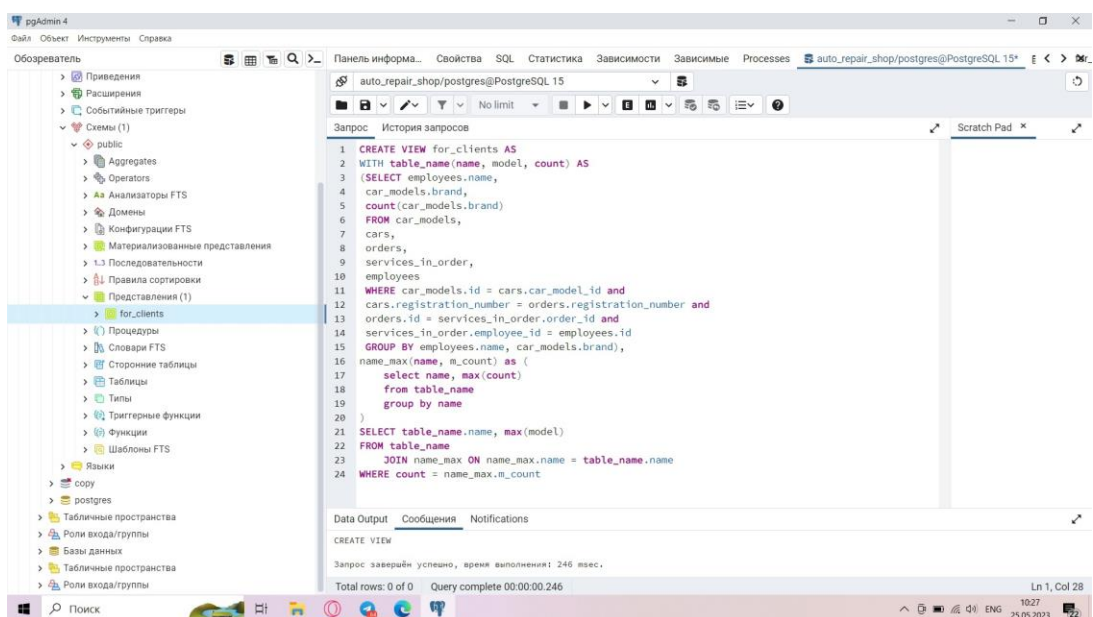 pgAdmin 4
Файл Объект Инструменты Справка
Обозреватель
Панель информа... Свойства SQL Статистика Зависимости Зависимые Processes auto_repair_shop/postgres@PostgreSQL 15*
Приведения
Расширения
Событийные триггеры
Схемы (1)
public
Aggregates
Operators
Анализаторы FTS
Домены
Конфигурации FTS
Материализованные представления
1..3 Последовательности
Правила сортировки
Представления (1)
for_clients
Процедуры
Словари FTS
Сторонние таблицы
Таблицы
Типы
Триггерные функции
Функции
Шаблоны FTS
Языки
copy
postgres
Табличные пространства
Роли входа/группы
Базы данных
Табличные пространства
Роли входа/группы
auto_repair_shop/postgres@PostgreSQL 15
No limit
Запрос История запросов
Scratch Pad
1 CREATE VIEW for_clients AS
2 WITH table_name(name, model, count) AS
3 (SELECT employees.name,
4 car_models.brand,
5 count(car_models.brand)
6 FROM car_models,
7 cars,
8 orders,
9 services_in_order,
10 employees
11 WHERE car_models.id = cars.car_model_id and
12 cars.registration_number = orders.registration_number and
13 orders.id = services_in_order.order_id and
14 services_in_order.employee_id = employees.id
15 GROUP BY employees.name, car_models.brand),
16 name_max(name, m_count) as (
17 select name, max(count)
18 from table_name
19 group by name
20 )
21 SELECT table_name.name, max(model)
22 FROM table_name
23 JOIN name_max ON name_max.name = table_name.name
24 WHERE count = name_max.m_count
Data Output Сообщения Notifications
CREATE VIEW
Запрос завершён успешно, время выполнения: 246 msec.
Total rows: 0 of 0 Query complete 00:00:00.246
Ln 1, Col 28
Поиск
ENG
10:27
25.05.2023
22